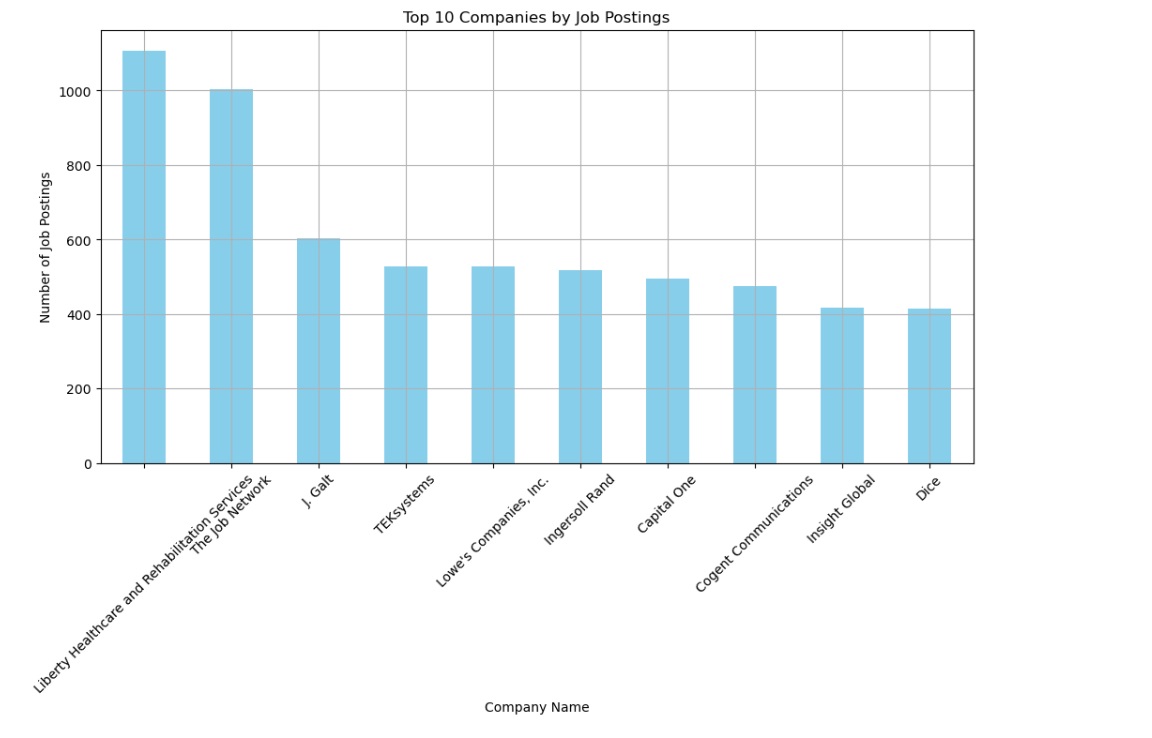 Top 10 Companies by Job Postings
Number of Job Postings
1000
800
600
400
200
0
Liberty Healthcare and Rehabilitation Services
The Job Network
J. Galt
TEKsystems
Lowe's Companies, Inc.
Ingersoll Rand
Capital One
Cogent Communications
Insight Global
Dice
Company Name